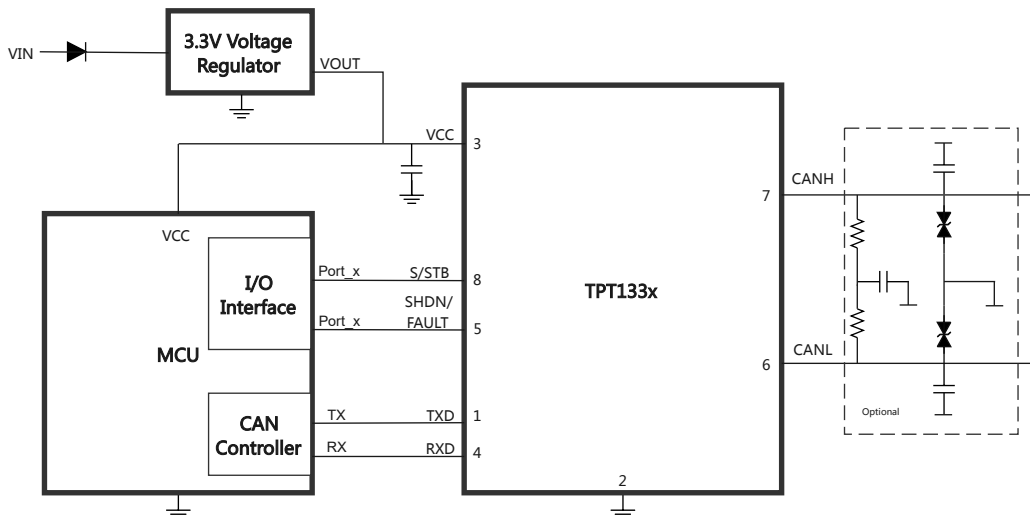 VIN
3.3V Voltage
Regulator
VOUT
VCC
3
7
CANH
VCC
I/O
Interface
Port_x
S/STB
8
SHDN/
Port_x
FAULT
5
TPT133x
MCU
6
CANL
CAN
Controller
TX
TXD
1
RX
RXD
4
Optional
2